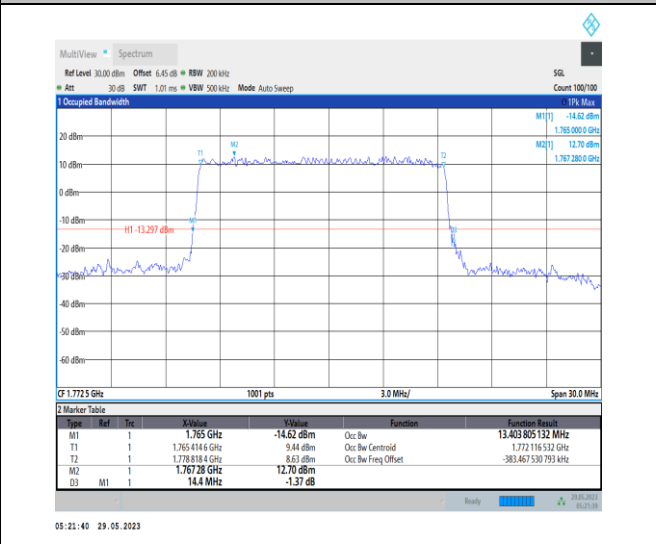 MultiView Spectrum
Ref Level 30.00 dBm Offset 6.45 dB RBW 200 kHz SGL
Att 30 dB SWT 1.01 ms VBW 500 kHz Mode Auto Sweep Count 100/100
1 Occupied Bandwidth 1Pk Max
M1[1] -14.62 dBm
1.765 000 0 GHz
M2[1] 12.70 dBm
1.767 280 0 GHz
20 dBm
T1 M2 T2
10 dBm
0 dBm
-10 dBm
H1 -13.297 dBm
-20 dBm
-30 dBm
-40 dBm
-50 dBm
-60 dBm
CF 1.772 5 GHz 1001 pts 3.0 MHz/ Span 30.0 MHz
2 Marker Table
Type Ref Trc X-Value Y-Value Function Function Result
M1 1 1.765 GHz -14.62 dBm Occ Bw 13.403 805 132 MHz
T1 1 1.765 414 6 GHz 9.44 dBm Occ Bw Centroid 1.772 116 532 GHz
T2 1 1.778 818 4 GHz 8.63 dBm Occ Bw Freq Offset -383.467 530 793 kHz
M2 1 1.767 28 GHz 12.70 dBm
D3 M1 1 14.4 MHz -1.37 dB
Ready 29.05.2023
05:21:39
05:21:40 29.05.2023